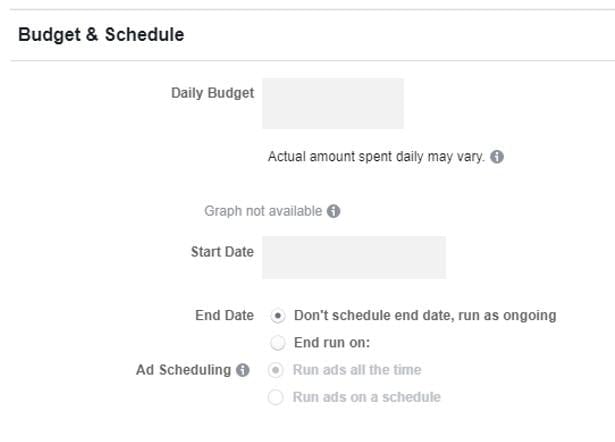 Budget & Schedule
Daily Budget
Actual amount spent daily may vary.
Graph not available
Start Date
End Date Don't schedule end date, run as ongoing
End run on:
Ad Scheduling Run ads all the time
Run ads on a schedule